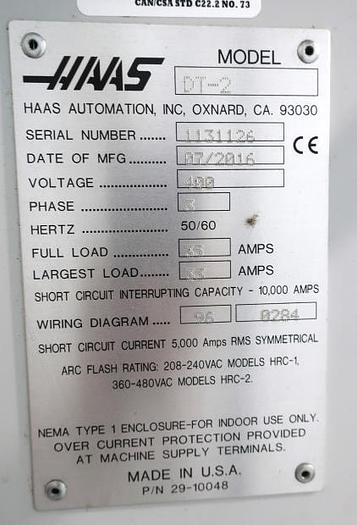 CAN/CSA STD C22.2 NO. 73
HAAS
MODEL DT-2
HAAS AUTOMATION, INC, OXNARD, CA. 93030
SERIAL NUMBER ....... 1131126
DATE OF MFG ......... 07/2016
CE
VOLTAGE ................. 400
PHASE ..................... 3
HERTZ ..................... 50/60
FULL LOAD .............. 35 AMPS
LARGEST LOAD ....... 35 AMPS
SHORT CIRCUIT INTERRUPTING CAPACITY - 10,000 AMPS
WIRING DIAGRAM ..... 96 0284
SHORT CIRCUIT CURRENT 5,000 Amps RMS SYMMETRICAL
ARC FLASH RATING: 208-240VAC MODELS HRC-1,
360-480VAC MODELS HRC-2.
NEMA TYPE 1 ENCLOSURE-FOR INDOOR USE ONLY.
OVER CURRENT PROTECTION PROVIDED
AT MACHINE SUPPLY TERMINALS.
MADE IN U.S.A.
P/N 29-10048